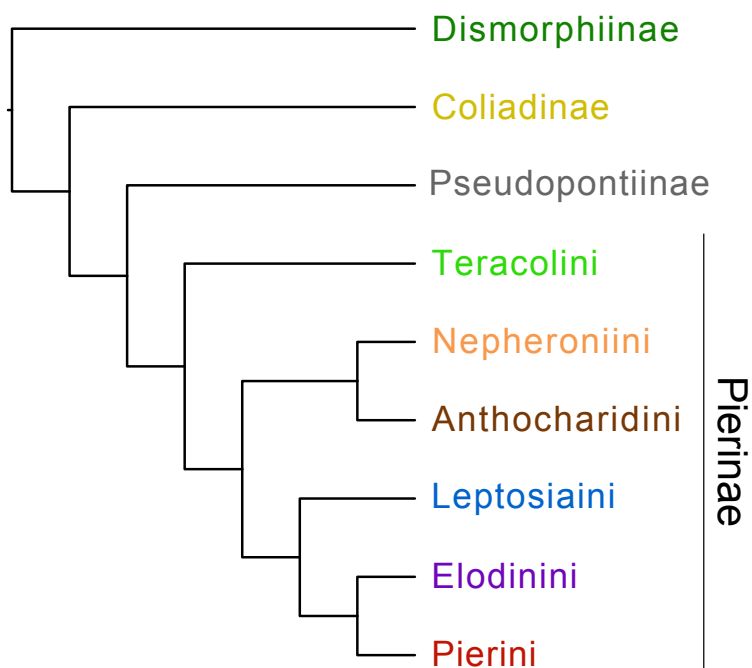 Dismorphiinae
Coliadinae
Pseudopontiinae
Teracolini
Nepheroniini
Anthocharidini
Leptosiaini
Elodinini
Pierini
Pierinae